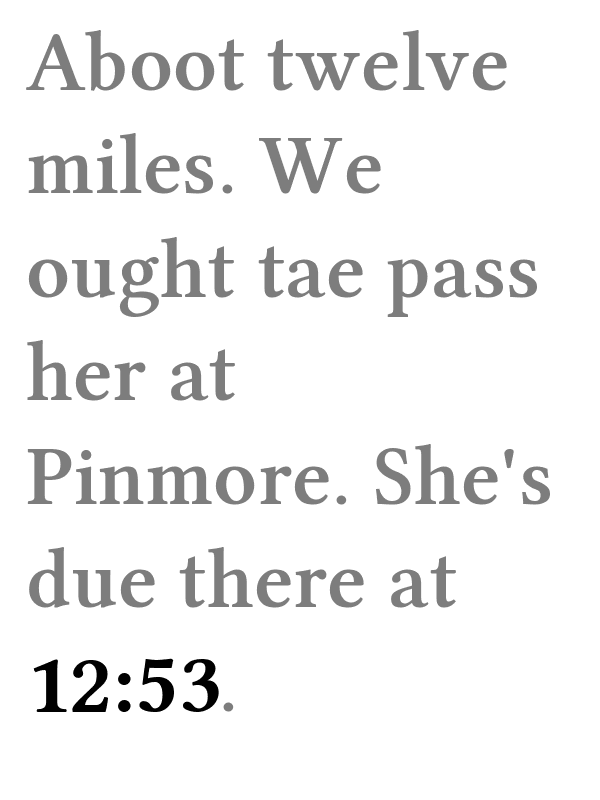 Aboot twelve
miles. We
ought tae pass
her at
Pinmore. She's
due there at
12:53.